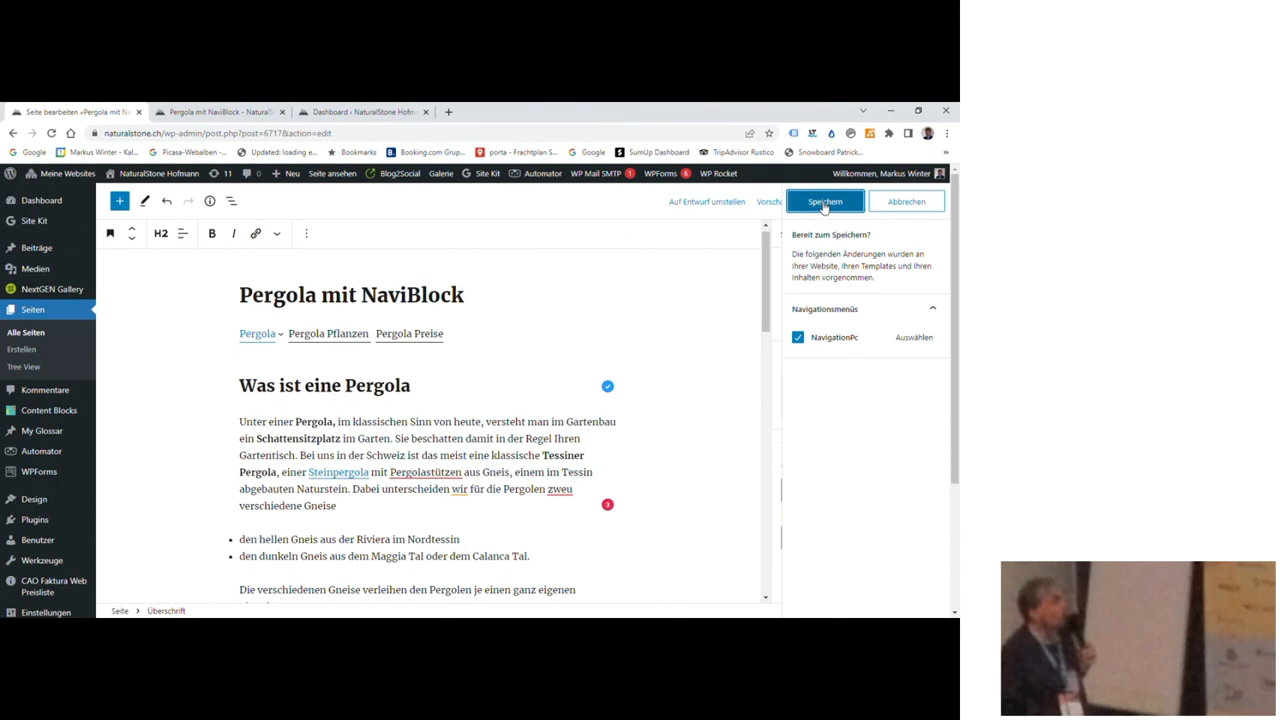 Seite bearbeiten «Pergola mit Na
Pergola mit NaviBlock - NaturalS
Dashboard ‹ NaturalStone Hofm
naturalstone.ch/wp-admin/post.php?post=6717&action=edit
Google
Markus Winter - Kal...
Picasa-Webalben -...
Updated: loading e...
Bookmarks
Booking.com Grup...
porta - Frachtplan S...
Google
SumUp Dashboard
TripAdvisor Rustico
Snowboard Patrick...
»
Meine Websites
NaturalStone Hofmann
11
0
Neu
Seite ansehen
Blog2Social
Galerie
Site Kit
Automator
WP Mail SMTP 1
WPForms 6
WP Rocket
Willkommen, Markus Winter
Dashboard
Site Kit
Beiträge
Medien
NextGEN Gallery
Seiten
Alle Seiten
Erstellen
Tree View
Kommentare
Content Blocks
My Glossar
Automator
WPForms
Design
Plugins
Benutzer
Werkzeuge
CAO Faktura Web
Preisliste
Einstellungen
Auf Entwurf umstellen
Vorscha
Speichern
Abbrechen
H2
B
I
Pergola mit NaviBlock
Pergola
Pergola Pflanzen
Pergola Preise
Was ist eine Pergola
Unter einer Pergola, im klassischen Sinn von heute, versteht man im Gartenbau
ein Schattensitzplatz im Garten. Sie beschatten damit in der Regel Ihren
Gartentisch. Bei uns in der Schweiz ist das meist eine klassische Tessiner
Pergola, einer Steinpergola mit Pergolastützen aus Gneis, einem im Tessin
abgebauten Naturstein. Dabei unterscheiden wir für die Pergolen zweu
verschiedene Gneise
3
den hellen Gneis aus der Riviera im Nordtessin
den dunkeln Gneis aus dem Maggia Tal oder dem Calanca Tal.
Die verschiedenen Gneise verleihen den Pergolen je einen ganz eigenen
Seite
Überschrift
Bereit zum Speichern?
Die folgenden Änderungen wurden an
Ihrer Website, Ihren Templates und Ihren
Inhalten vorgenommen.
Navigationsmenüs
NavigationPc
Auswählen